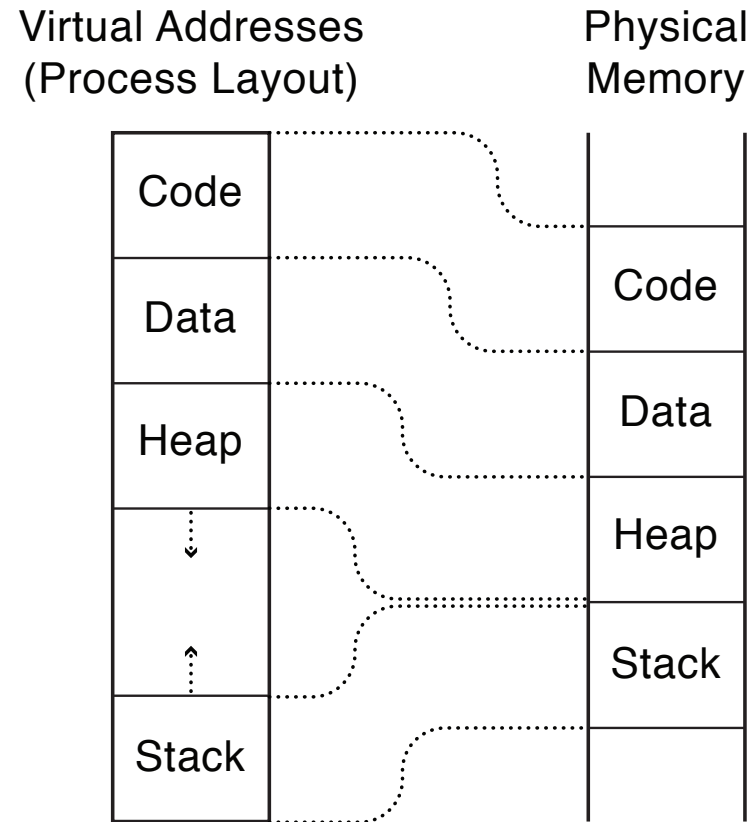 Virtual Addresses
(Process Layout)
Code
Data
Heap
Stack
Physical
Memory
Code
Data
Heap
Stack